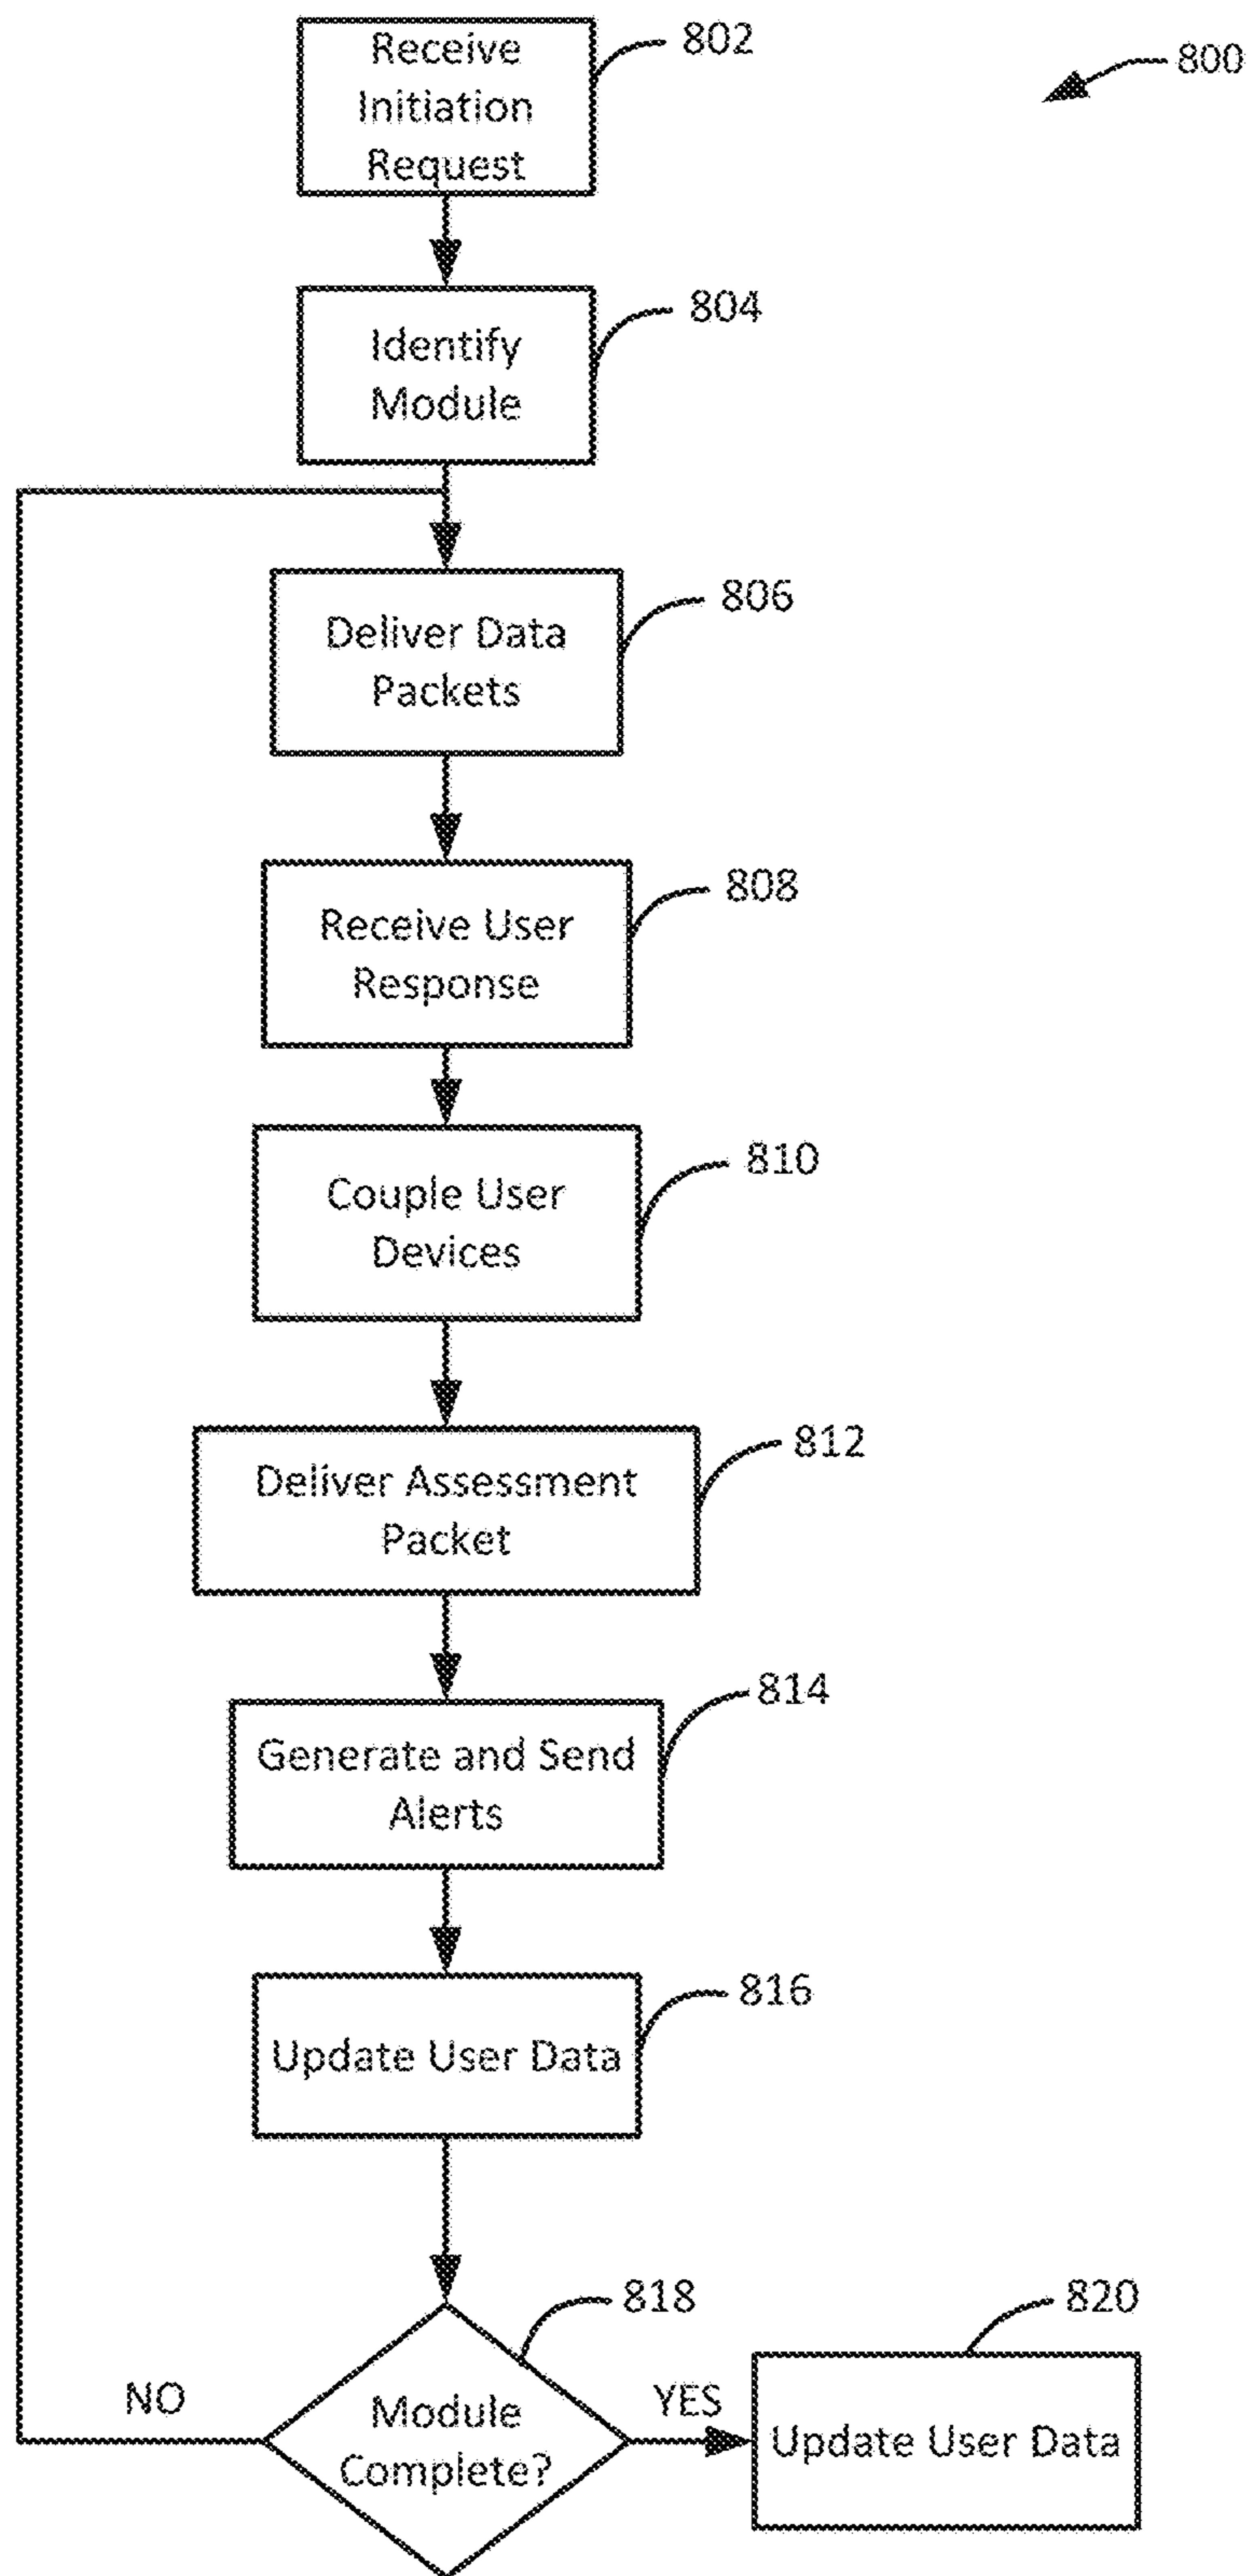 Receive
Initiation
Request
802
800
Identify
Module
804
Deliver Data
Packets
806
Receive User
Response
808
Couple User
Devices
810
Deliver Assessment
Packet
812
Generate and Send
Alerts
814
Update User Data
816
818
820
NO
Module
Complete?
YES
Update User Data